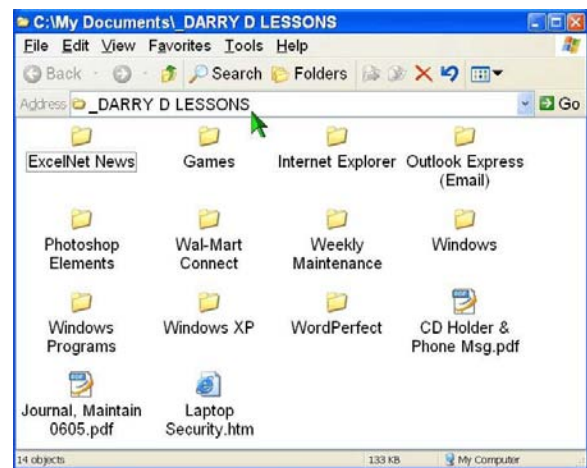 C:\My Documents\_DARRY D LESSONS
File Edit View Favorites Tools Help
Back Search Folders
Address _DARRY D LESSONS Go
ExcelNet News Games Internet Explorer Outlook Express
(Email)
Photoshop Wal-Mart Weekly Windows
Elements Connect Maintenance
Windows Windows XP WordPerfect CD Holder &
Programs Phone Msg.pdf
Journal, Maintain Laptop
0605.pdf Security.htm
14 objects 133 KB My Computer